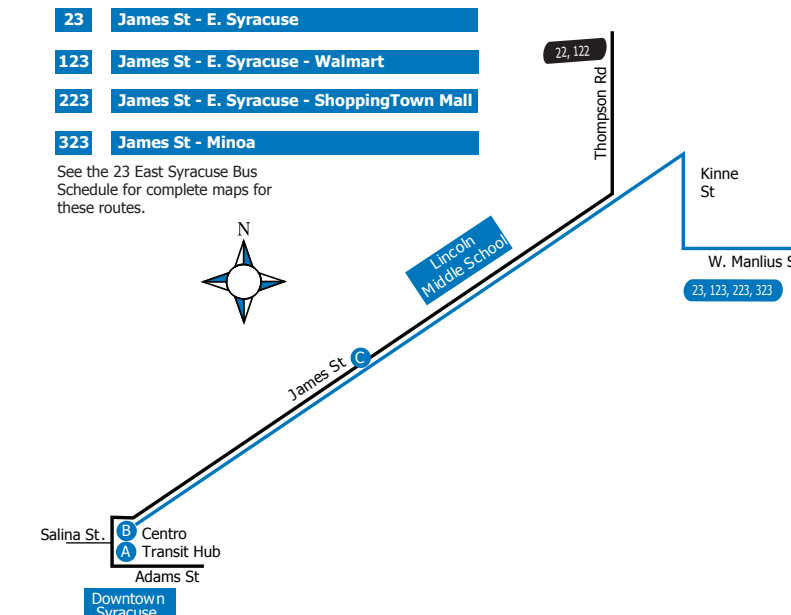 23 James St - E. Syracuse
123 James St - E. Syracuse - Walmart
223 James St - E. Syracuse - ShoppingTown Mall
323 James St - Minoa
See the 23 East Syracuse Bus
Schedule for complete maps for
these routes.
N
22, 122
Thompson Rd
Kinne
St
W. Manlius S
23, 123, 223, 323
Lincoln
Middle School
James St
C
Salina St.
B
Centro
A
Transit Hub
Adams St
Downtown
Syracuse